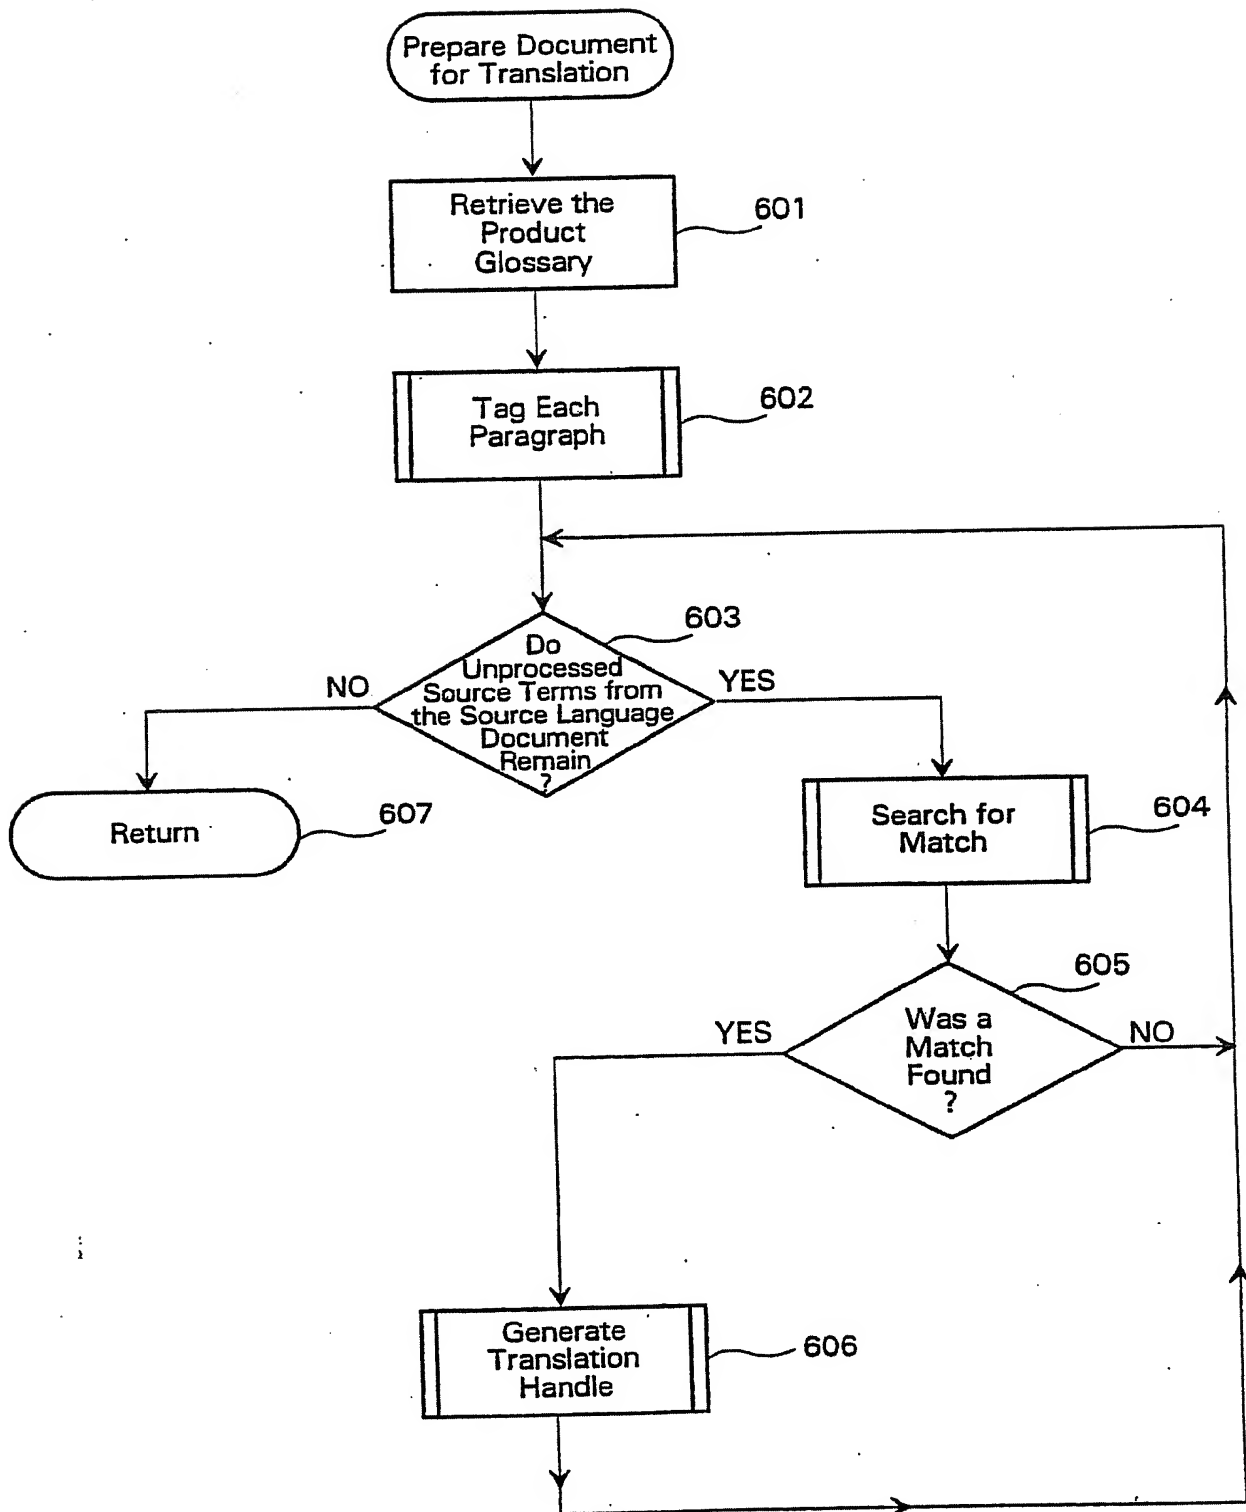 Prepare Document
for Translation
Retrieve the
Product
Glossary
601
Tag Each
Paragraph
602
603
Do
Unprocessed
Source Terms from
the Source Language
Document
Remain
?
NO
YES
Return
607
Search for
Match
604
605
Was a
Match
Found
?
YES
NO
Generate
Translation
Handle
606